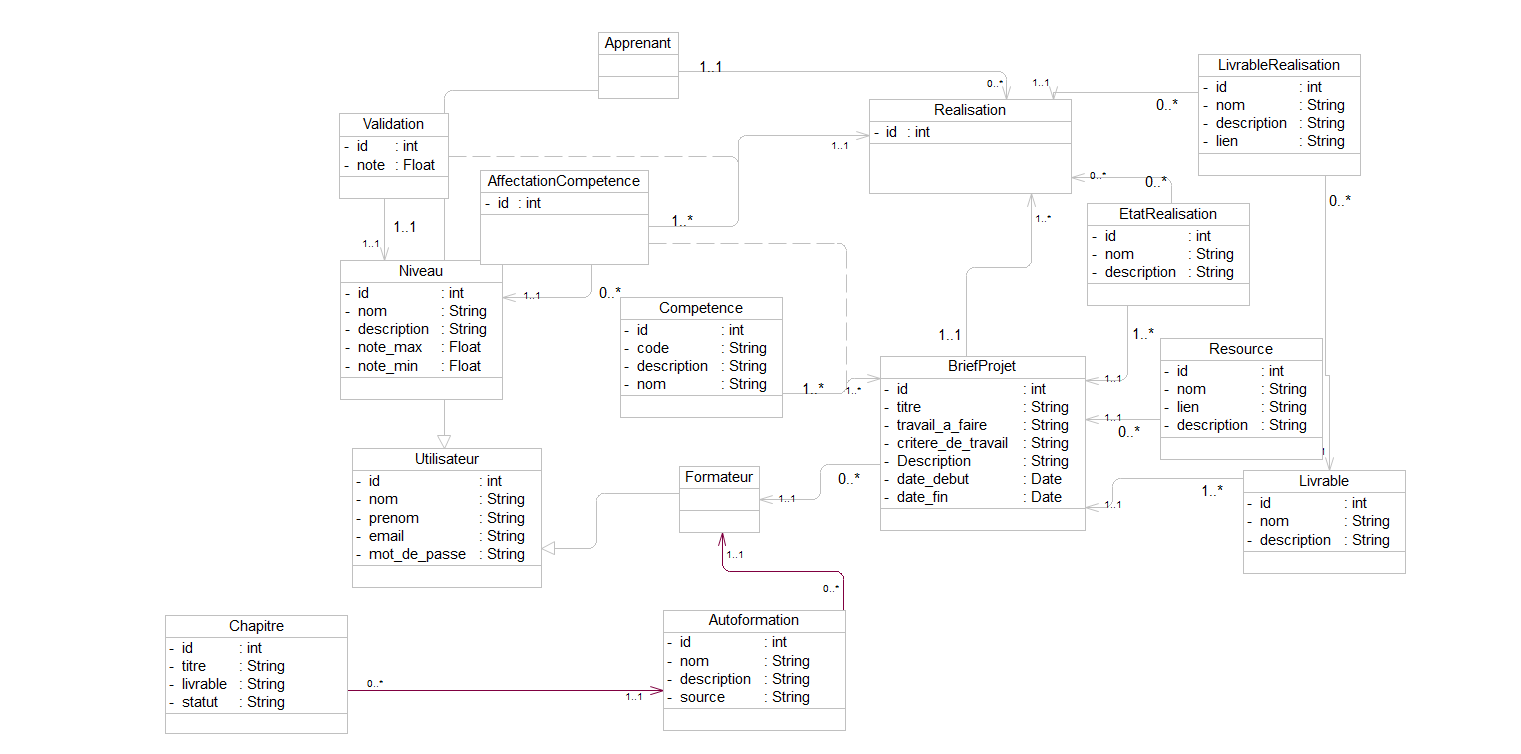 Apprenant
1..1
0..*
1..1
0..*
LivrableRealisation
- id : int
- nom : String
- description : String
- lien : String
Realisation
- id : int
1..1
0..*
0..*
0..*
1..*
Validation
- id : int
- note : Float
1..1
1..1
AffectationCompetence
- id : int
1..*
0..*
1..1
EtatRealisation
- id : int
- nom : String
- description : String
1..*
1..1
Niveau
- id : int
- nom : String
- description : String
- note_max : Float
- note_min : Float
Competence
- id : int
- code : String
- description : String
- nom : String
1..*
1..*
1..1
BriefProjet
- id : int
- titre : String
- travail_a_faire : String
- critere_de_travail : String
- Description : String
- date_debut : Date
- date_fin : Date
Resource
- id : int
- nom : String
- lien : String
- description : String
1..1
0..*
1..1
1..*
Livrable
- id : int
- nom : String
- description : String
Utilisateur
- id : int
- nom : String
- prenom : String
- email : String
- mot_de_passe : String
Formateur
1..1
0..*
1..1
0..*
Chapitre
- id : int
- titre : String
- livrable : String
- statut : String
0..*
1..1
Autoformation
- id : int
- nom : String
- description : String
- source : String